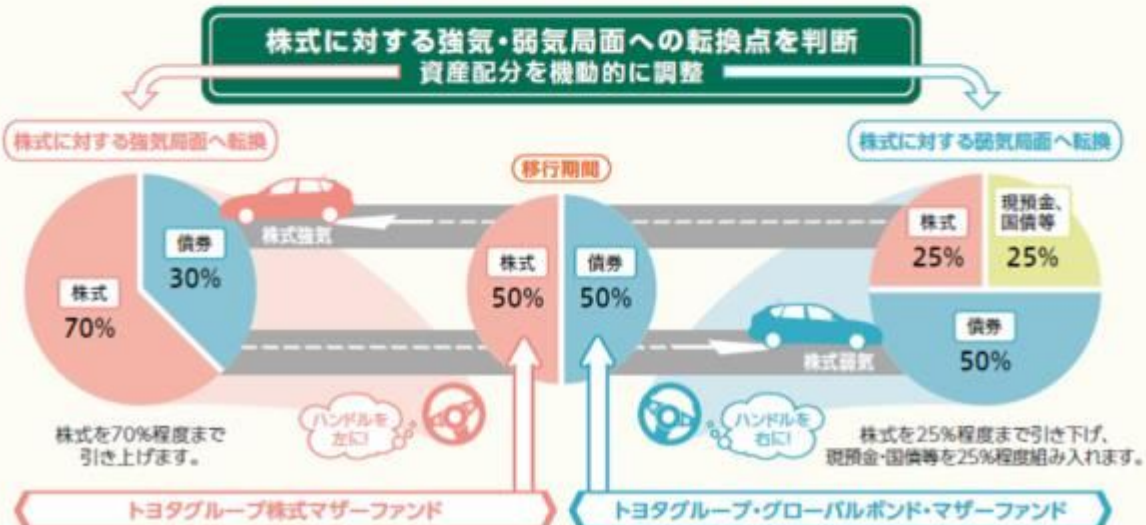 株式に対する強気・弱気局面への転換点を判断
資産配分を機動的に調整
株式に対する強気局面へ転換
移行期間
株式に対する弱気局面へ転換
株式
70%
債券
30%
株式強気
株式
50%
債券
50%
株式
25%
現預金、
国債等
25%
債券
50%
株式弱気
ハンドルを
左に!
ハンドルを
右に!
株式を70%程度まで
引き上げます。
株式を25%程度まで引き下げ、
現預金・国債等を25%程度組み入れます。
トヨタグループ株式マザーファンド
トヨタグループ・グローバルボンド・マザーファンド